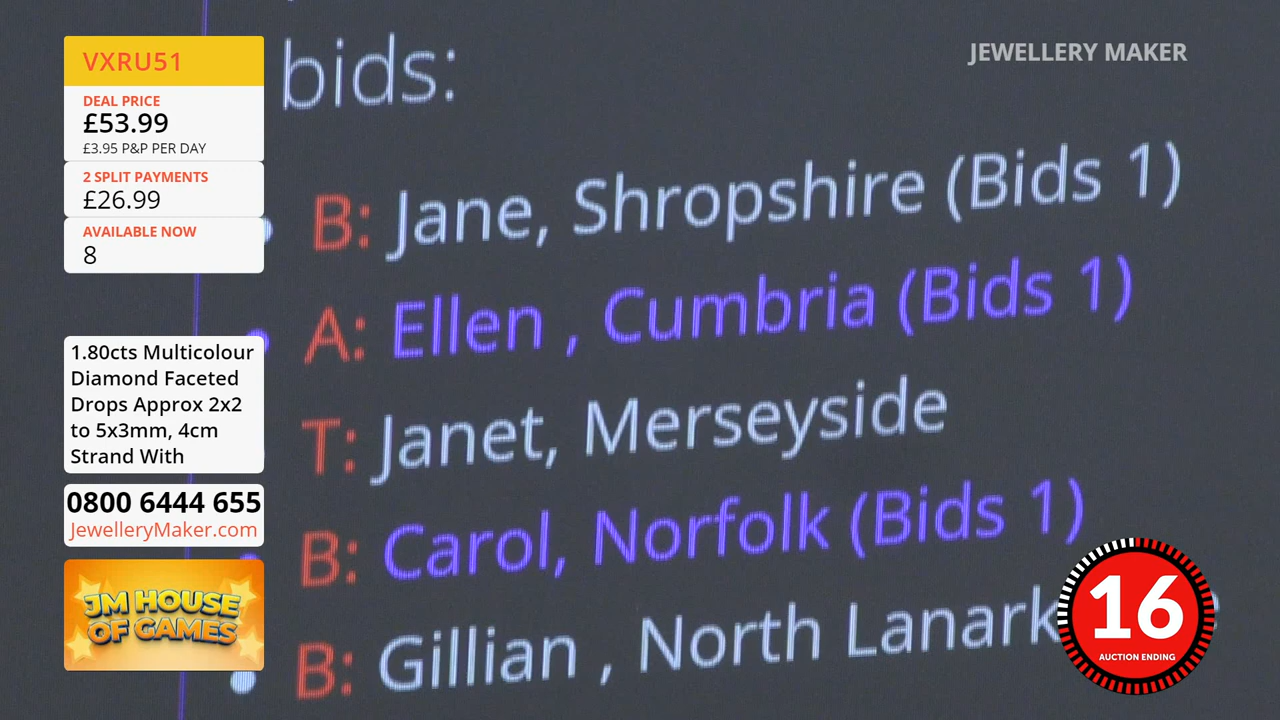 VXRU51
DEAL PRICE
£53.99
£3.95 P&P PER DAY
2 SPLIT PAYMENTS
£26.99
AVAILABLE NOW
8
1.80cts Multicolour
Diamond Faceted
Drops Approx 2x2
to 5x3mm, 4cm
Strand With
0800 6444 655
JewelleryMaker.com
JM HOUSE
OF GAMES
JEWELLERY MAKER
bids:
B: Jane, Shropshire (Bids 1)
A: Ellen , Cumbria (Bids 1)
T: Janet, Merseyside
B: Carol, Norfolk (Bids 1)
B: Gillian , North
16
AUCTION ENDING